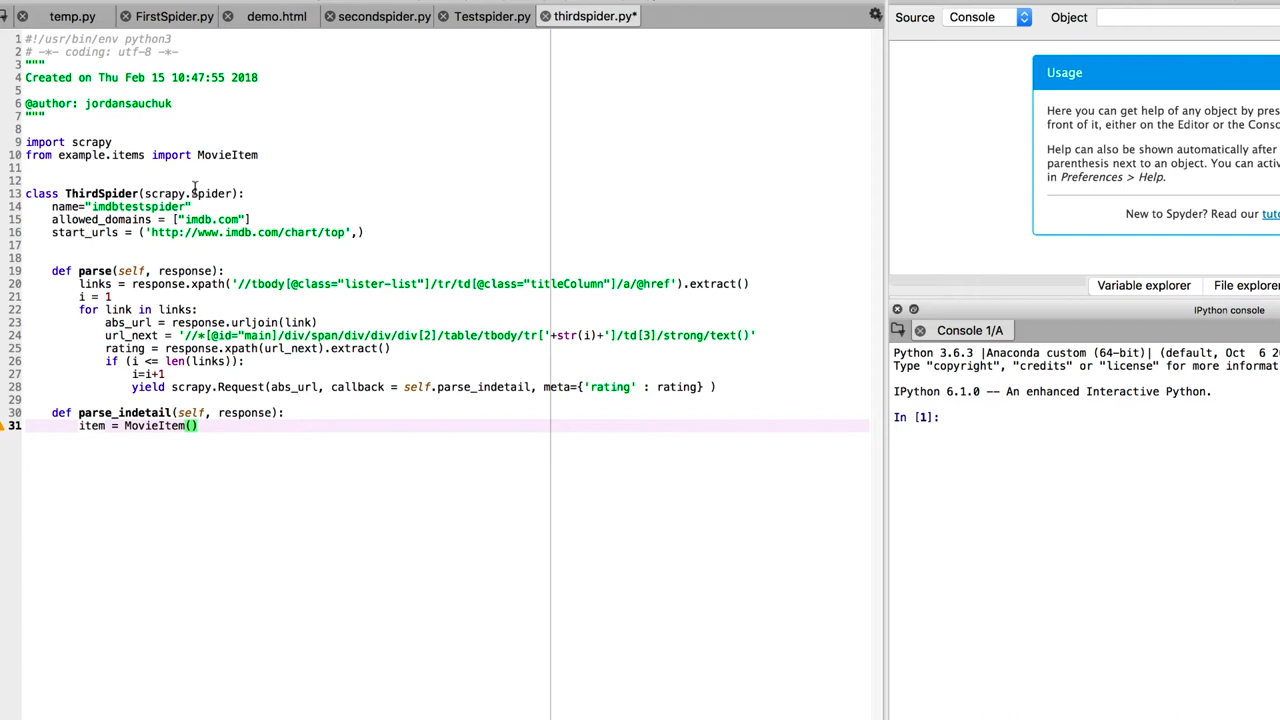 temp.py FirstSpider.py demo.html secondspider.py Testspider.py thirdspider.py*
1 #!/usr/bin/env python3
2 # -*- coding: utf-8 -*-
3 """
4 Created on Thu Feb 15 10:47:55 2018
5
6 @author: jordansauchuk
7 """
8
9 import scrapy
10 from example.items import MovieItem
11
12
13 class ThirdSpider(scrapy.Spider):
14 name="imdbtestspider"
15 allowed_domains = ["imdb.com"]
16 start_urls = ('http://www.imdb.com/chart/top',)
17
18
19 def parse(self, response):
20 links = response.xpath('//tbody[@class="lister-list"]/tr/td[@class="titleColumn"]/a/@href').extract()
21 i = 1
22 for link in links:
23 abs_url = response.urljoin(link)
24 url_next = '//*[@id="main]/div/span/div/div/div[2]/table/tbody/tr['+str(i)+']/td[3]/strong/text()'
25 rating = response.xpath(url_next).extract()
26 if (i <= len(links)):
27 i=i+1
28 yield scrapy.Request(abs_url, callback = self.parse_indetail, meta={'rating' : rating} )
29
30 def parse_indetail(self, response):
31 item = MovieItem()
Source Console Object
Usage
Here you can get help of any object by pres
front of it, either on the Editor or the Conso
Help can also be shown automatically after
parenthesis next to an object. You can activ
in Preferences > Help.
New to Spyder? Read our tuto
Variable explorer File explorer
IPython console
Console 1/A
Python 3.6.3 |Anaconda custom (64-bit)| (default, Oct 6 20
Type "copyright", "credits" or "license" for more informat
IPython 6.1.0 -- An enhanced Interactive Python.
In [1]: